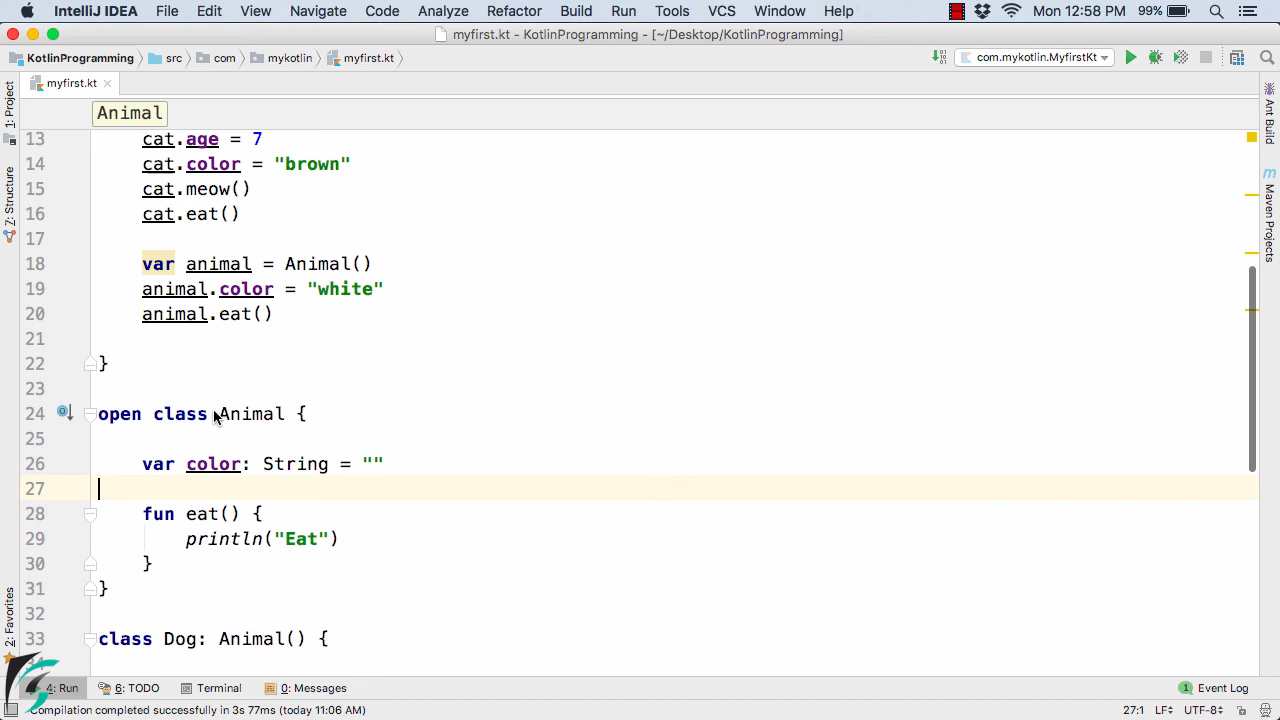 IntelliJ IDEA File Edit View Navigate Code Analyze Refactor Build Run Tools VCS Window Help Mon 12:58 PM 99%
myfirst.kt - KotlinProgramming - [~/Desktop/KotlinProgramming]
KotlinProgramming src com mykotlin myfirst.kt com.mykotlin.MyfirstKt
myfirst.kt
1: Project
7: Structure
2: Favorites
Ant Build
Maven Projects
Animal
13 cat.age = 7
14 cat.color = "brown"
15 cat.meow()
16 cat.eat()
17
18 var animal = Animal()
19 animal.color = "white"
20 animal.eat()
21
22 }
23
24 open class Animal {
25
26 var color: String = ""
27
28 fun eat() {
29 println("Eat")
30 }
31 }
32
33 class Dog: Animal() {
4: Run 6: TODO Terminal 0: Messages 1 Event Log
Compilation completed successfully in 3s 77ms (today 11:06 AM) 27:1 LF UTF-8